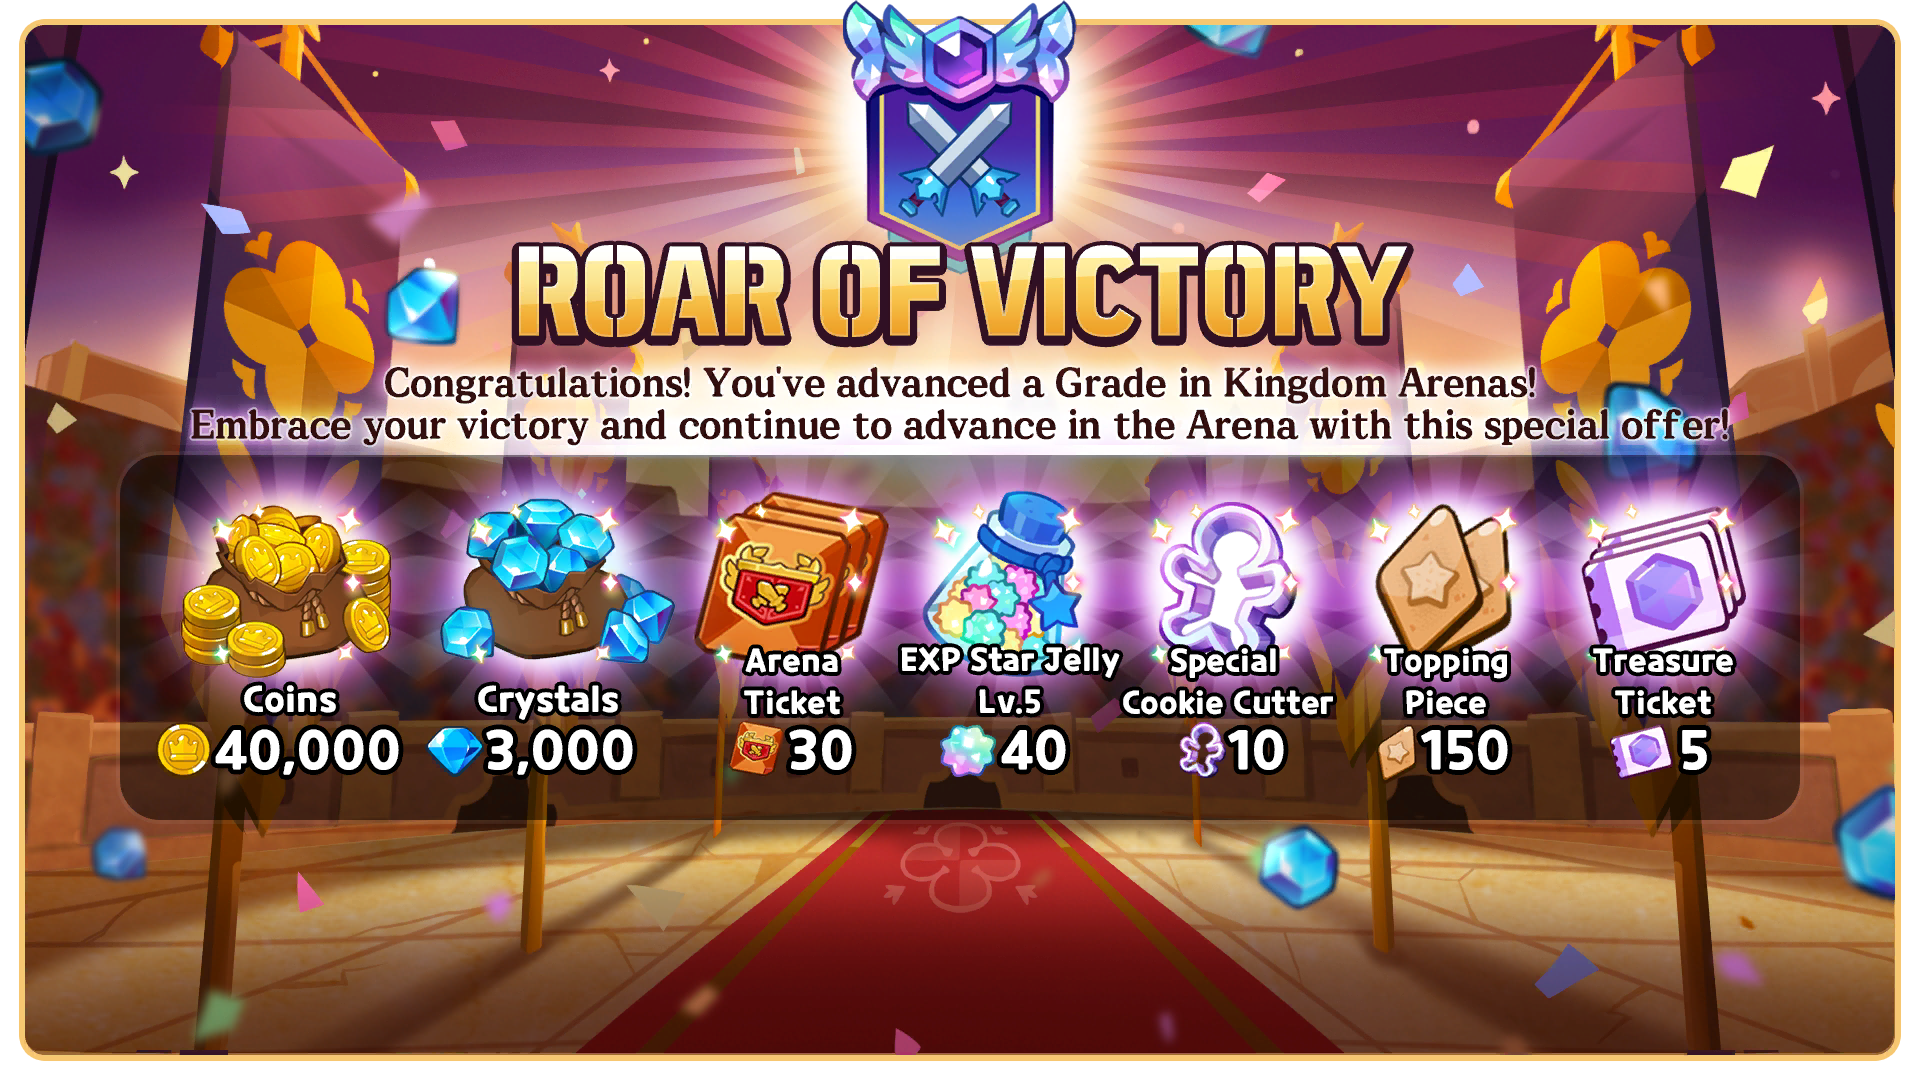 ROAR OF VICTORY
Congratulations! You've advanced a Grade in Kingdom Arenas!
Embrace your victory and continue to advance in the Arena with this special offer!
Coins
40,000
Crystals
3,000
Arena
Ticket
30
EXP Star Jelly
Lv.5
40
Special
Cookie Cutter
10
Topping
Piece
150
Treasure
Ticket
5